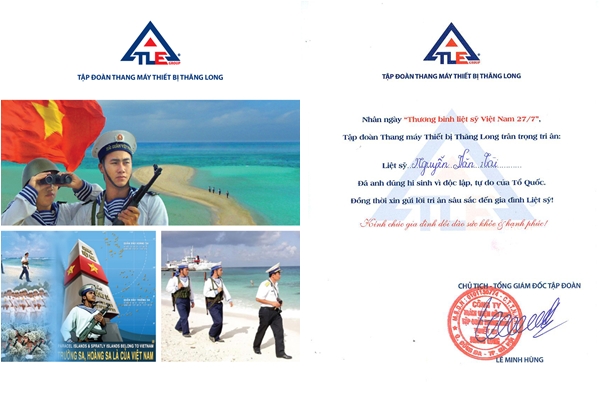 TLE
GROUP
TẬP ĐOÀN THANG MÁY THIẾT BỊ THĂNG LONG
PARACEL ISLANDS & SPRATLY ISLANDS BELONG TO VIETNAM
TRƯỜNG SA, HOÀNG SA LÀ CỦA VIỆT NAM
TLE
GROUP
TẬP ĐOÀN THANG MÁY THIẾT BỊ THĂNG LONG
Nhân ngày “Thương binh liệt sỹ Việt Nam 27/7”,
Tập đoàn Thang máy Thiết bị Thăng Long trân trọng tri ân:
Liệt sỹ Nguyễn Văn Tài
Đã anh dũng hi sinh vì độc lập, tự do của Tổ Quốc.
Đồng thời xin gửi lời tri ân sâu sắc đến gia đình Liệt sỹ!
Kính chúc gia đình dồi dào sức khỏe & hạnh phúc!
CHỦ TỊCH - TỔNG GIÁM ĐỐC TẬP ĐOÀN
CÔNG TY
LÊ MINH HÙNG